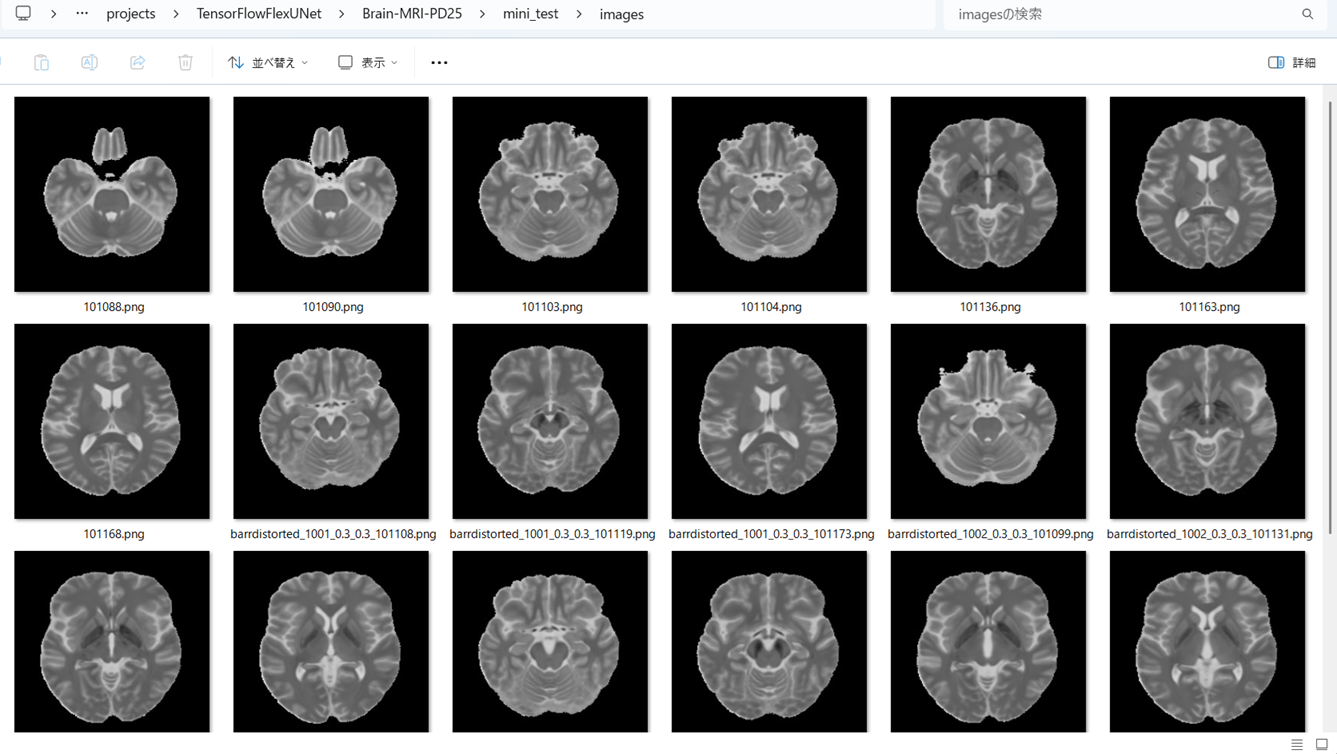 ··· projects TensorFlowFlexUNet Brain-MRI-PD25 mini_test images imagesの検索
並べ替え 表示 ··· 詳細
101088.png 101090.png 101103.png 101104.png 101136.png 101163.png
101168.png barrdistorted_1001_0.3_0.3_101108.png barrdistorted_1001_0.3_0.3_101119.png barrdistorted_1001_0.3_0.3_101173.png barrdistorted_1002_0.3_0.3_101099.png barrdistorted_1002_0.3_0.3_101131.png